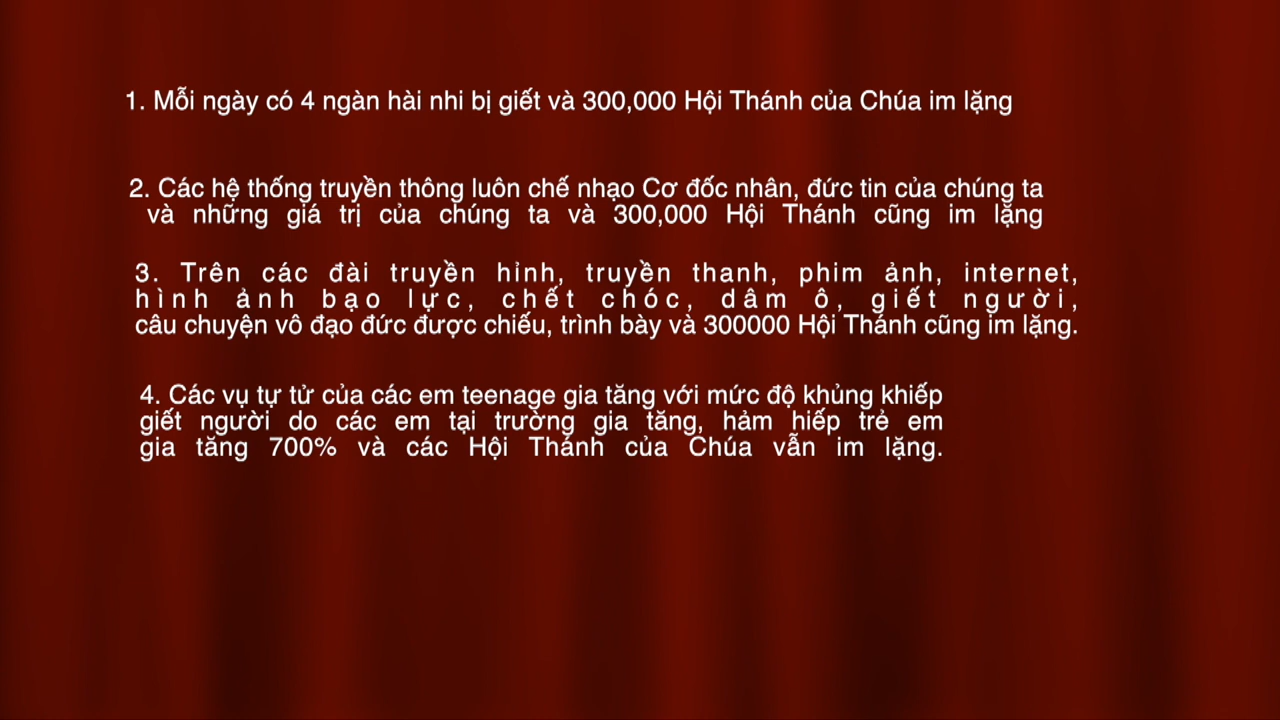 1. Mỗi ngày có 4 ngàn hài nhi bị giết và 300,000 Hội Thánh của Chúa im lặng
2. Các hệ thống truyền thông luôn chế nhạo Cơ đốc nhân, đức tin của chúng ta
và những giá trị của chúng ta và 300,000 Hội Thánh cũng im lặng
3. Trên các đài truyền hỉnh, truyền thanh, phim ảnh, internet,
hình ảnh bạo lực, chết chóc, dâm ô, giết người,
câu chuyện vô đạo đức được chiếu, trình bày và 300000 Hội Thánh cũng im lặng.
4. Các vụ tự tử của các em teenage gia tăng với mức độ khủng khiếp
giết người do các em tại trường gia tăng, hảm hiếp trẻ em
gia tăng 700% và các Hội Thánh của Chúa vẫn im lặng.